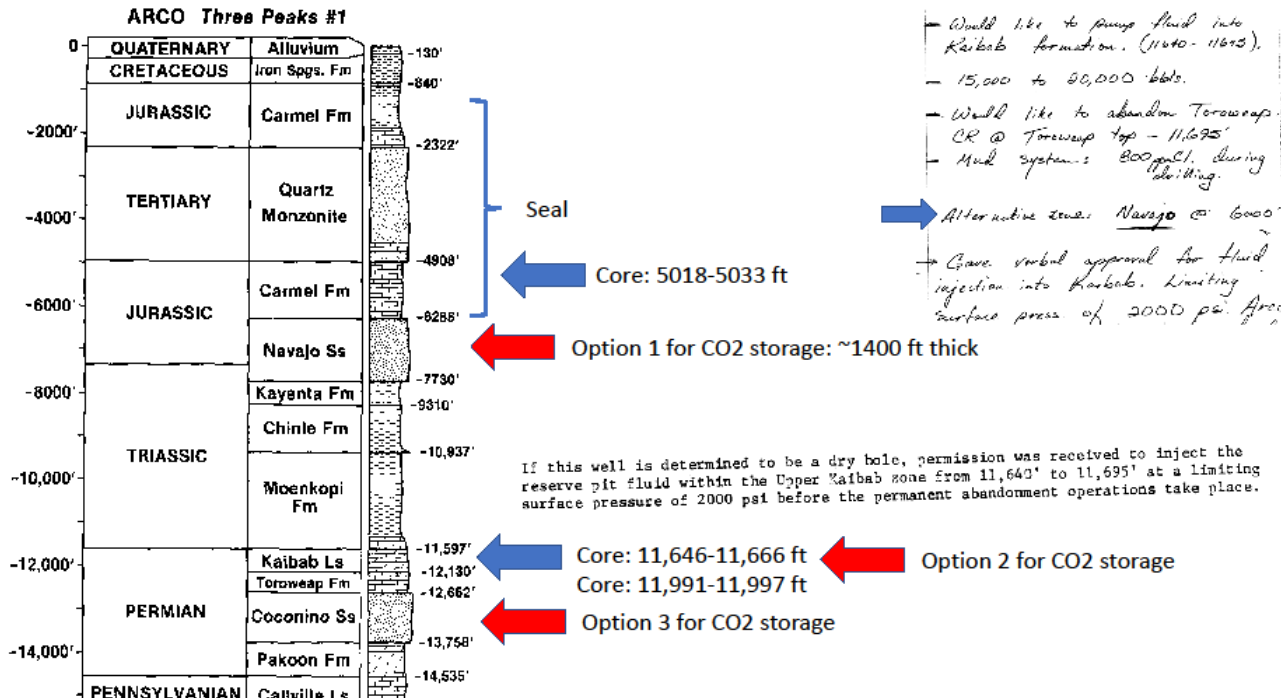 ARCO Three Peaks #1
0
-2000'
-4000'
-6000'
-8000'
-10,000'
-12,000'
-14,000'
QUATERNARY Alluvium
CRETACEOUS Iron Spgs. Fm
JURASSIC Carmel Fm
TERTIARY Quartz
Monzonite
JURASSIC Carmel Fm
Navajo Ss
TRIASSIC Kayenta Fm
Chinle Fm
Moenkopi
Fm
PERMIAN Kaibab Ls
Toroweap Fm
Coconino Ss
Pakoon Fm
PENNSYLVANIAN Callville Ls
-130'
-840'
-2322'
-4908'
-6288'
-7730'
-9310'
-10,937'
-11,597'
-12,130'
-12,662'
-13,758'
-14,535'
Seal
Core: 5018-5033 ft
Option 1 for CO2 storage: ~1400 ft thick
Core: 11,646-11,666 ft
Core: 11,991-11,997 ft
Option 2 for CO2 storage
Option 3 for CO2 storage
- Would like to pump fluid into
Kaibab formation. (11640-11695).
- 15,000 to 20,000 bbls.
- Would like to abandon Toroweap.
CR @ Toroweap top - 11,695'
- Mud system: 800 during
drilling.
Alternative zone: Navajo @ 6000'
- Gave verbal approval for fluid
injection into Kaibab. Limiting
surface press of 2000 psi. Arco
If this well is determined to be a dry hole, permission was received to inject the
reserve pit fluid within the Upper Kaibab zone from 11,640' to 11,695' at a limiting
surface pressure of 2000 psi before the permanent abandonment operations take place.